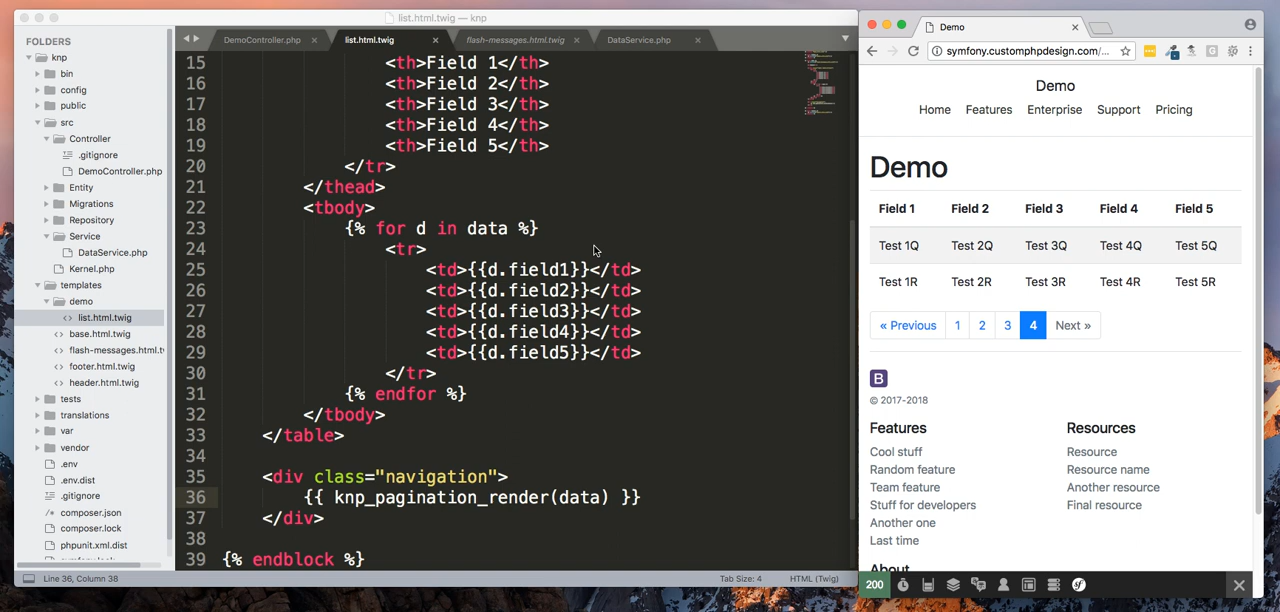 list.html.twig — knp
FOLDERS
knp
bin
config
public
src
Controller
.gitignore
DemoController.php
Entity
Migrations
Repository
Service
DataService.php
Kernel.php
templates
demo
list.html.twig
base.html.twig
flash-messages.html.t
footer.html.twig
header.html.twig
tests
translations
var
vendor
.env
.env.dist
.gitignore
composer.json
composer.lock
phpunit.xml.dist
DemoController.php ×
list.html.twig ×
flash-messages.html.twig ×
DataService.php ×
15 <th>Field 1</th>
16 <th>Field 2</th>
17 <th>Field 3</th>
18 <th>Field 4</th>
19 <th>Field 5</th>
20 </tr>
21 </thead>
22 <tbody>
23 {% for d in data %}
24 <tr>
25 <td>{{d.field1}}</td>
26 <td>{{d.field2}}</td>
27 <td>{{d.field3}}</td>
28 <td>{{d.field4}}</td>
29 <td>{{d.field5}}</td>
30 </tr>
31 {% endfor %}
32 </tbody>
33 </table>
34
35 <div class="navigation">
36 {{ knp_pagination_render(data) }}
37 </div>
38
39 {% endblock %}
Line 36, Column 38
Tab Size: 4
HTML (Twig)
Demo ×
symfony.customphpdesign.com/...
Demo
Home Features Enterprise Support Pricing
Demo
Field 1 Field 2 Field 3 Field 4 Field 5
Test 1Q Test 2Q Test 3Q Test 4Q Test 5Q
Test 1R Test 2R Test 3R Test 4R Test 5R
« Previous 1 2 3 4 Next »
B
© 2017-2018
Features
Cool stuff
Random feature
Team feature
Stuff for developers
Another one
Last time
Resources
Resource
Resource name
Another resource
Final resource
About
200
sf